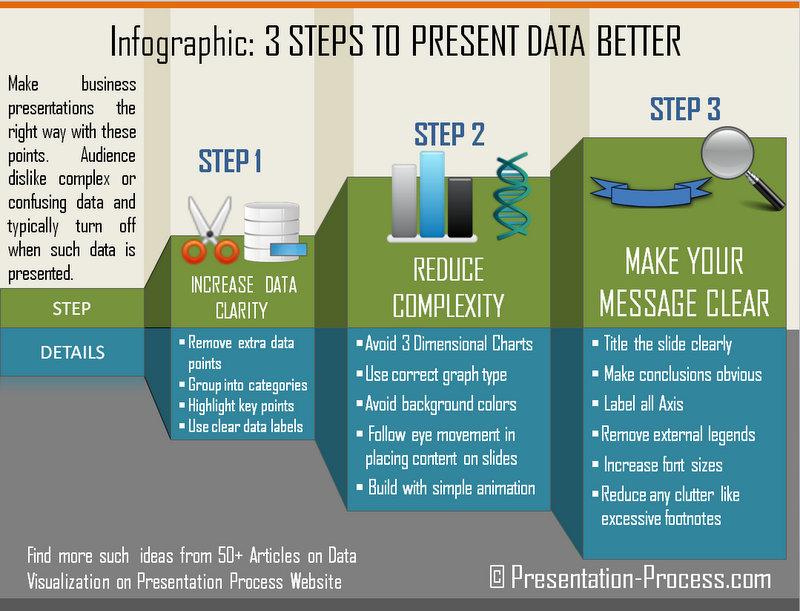 Infographic: 3 STEPS TO PRESENT DATA BETTER
Make business
presentations the
right way with these
points. Audience
dislike complex or
confusing data and
typically turn off
when such data is
presented.
STEP
DETAILS
STEP 1
INCREASE DATA
CLARITY
▪ Remove extra data
points
▪ Group into categories
▪ Highlight key points
▪ Use clear data labels
STEP 2
REDUCE
COMPLEXITY
▪ Avoid 3 Dimensional Charts
▪ Use correct graph type
▪ Avoid background colors
▪ Follow eye movement in
placing content on slides
▪ Build with simple animation
STEP 3
MAKE YOUR
MESSAGE CLEAR
▪ Title the slide clearly
▪ Make conclusions obvious
▪ Label all Axis
▪ Remove external legends
▪ Increase font sizes
▪ Reduce any clutter like
excessive footnotes
Find more such ideas from 50+ Articles on Data
Visualization on Presentation Process Website
© Presentation-Process.com